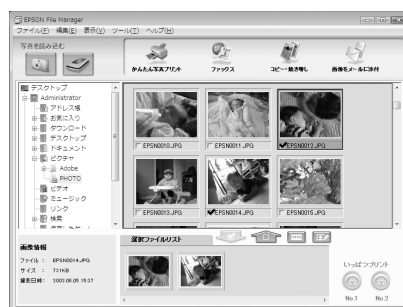 EPSON File Manager
ファイル(F) 編集(E) 表示(V) ツール(T) ヘルプ(H)
写真を読み込む
かんたん写真プリント ファックス コピー・焼き増し 画像をメールに添付
デスクトップ
Administrator
アドレス帳
お気に入り
ダウンロード
デスクトップ
ドキュメント
ピクチャ
Adobe
PHOTO
ビデオ
ミュージック
リンク
検索
EPSN0010.JPG EPSN0011.JPG EPSN0012.JPG
EPSN0013.JPG EPSN0014.JPG EPSN0015.JPG
画像情報
ファイル : EPSN0014.JPG
サイズ : 731KB
撮影日時:
選択ファイルリスト
いっぱつプリント
No.1 No.2